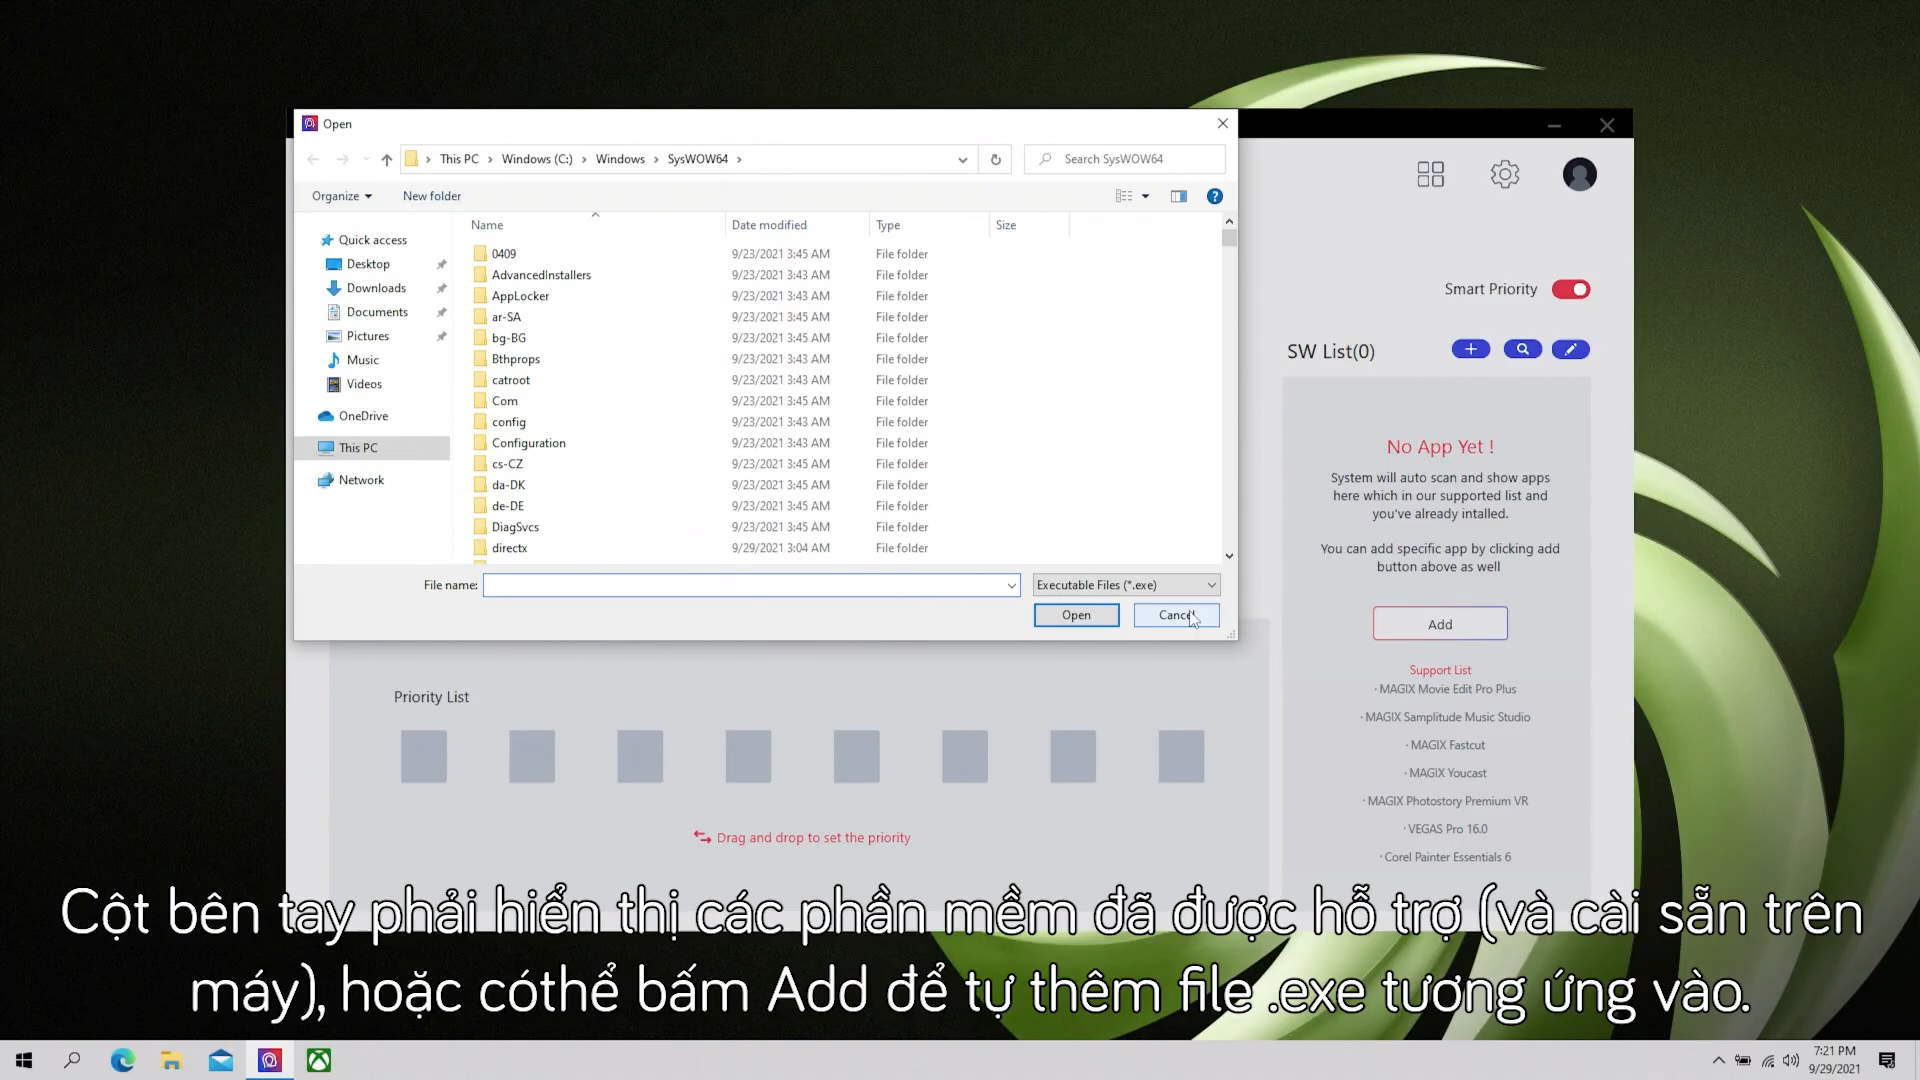 Open
This PC › Windows (C:) › Windows › SysWOW64 ›
Search SysWOW64
Organize
New folder
Quick access
Desktop
Downloads
Documents
Pictures
Music
Videos
OneDrive
This PC
Network
Name Date modified Type Size
0409 9/23/2021 3:45 AM File folder
AdvancedInstallers 9/23/2021 3:43 AM File folder
AppLocker 9/23/2021 3:43 AM File folder
ar-SA 9/23/2021 3:45 AM File folder
bg-BG 9/23/2021 3:45 AM File folder
Bthprops 9/23/2021 3:43 AM File folder
catroot 9/23/2021 3:43 AM File folder
Com 9/23/2021 3:45 AM File folder
config 9/23/2021 3:43 AM File folder
Configuration 9/23/2021 3:43 AM File folder
cs-CZ 9/23/2021 3:45 AM File folder
da-DK 9/23/2021 3:45 AM File folder
de-DE 9/23/2021 3:45 AM File folder
DiagSvcs 9/23/2021 3:45 AM File folder
directx 9/29/2021 3:04 AM File folder
File name:
Executable Files (*.exe)
Open
Cancel
Smart Priority
SW List(0)
No App Yet !
System will auto scan and show apps
here which in our supported list and
you've already intalled.
You can add specific app by clicking add
button above as well
Add
Support List
· MAGIX Movie Edit Pro Plus
· MAGIX Samplitude Music Studio
· MAGIX Fastcut
· MAGIX Youcast
· MAGIX Photostory Premium VR
· VEGAS Pro 16.0
· Corel Painter Essentials 6
Priority List
Drag and drop to set the priority
Cột bên tay phải hiển thị các phần mềm đã được hỗ trợ (và cài sẵn trên
máy), hoặc cóthể bấm Add để tự thêm file .exe tương ứng vào.
7:21 PM
9/29/2021